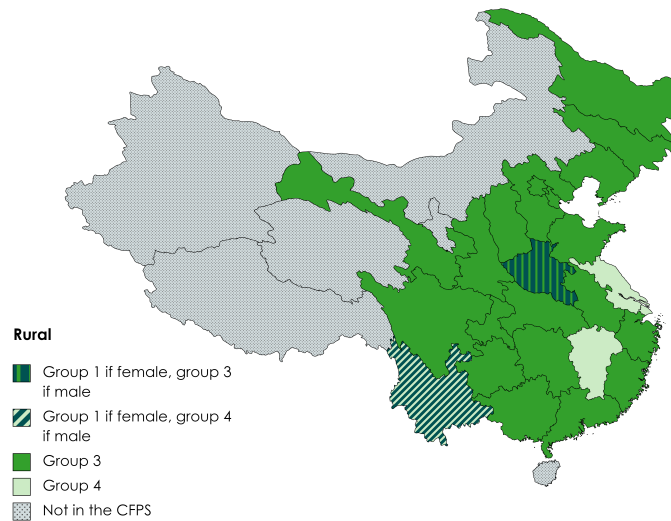 Rural
Group 1 if female, group 3
if male
Group 1 if female, group 4
if male
Group 3
Group 4
Not in the CFPS